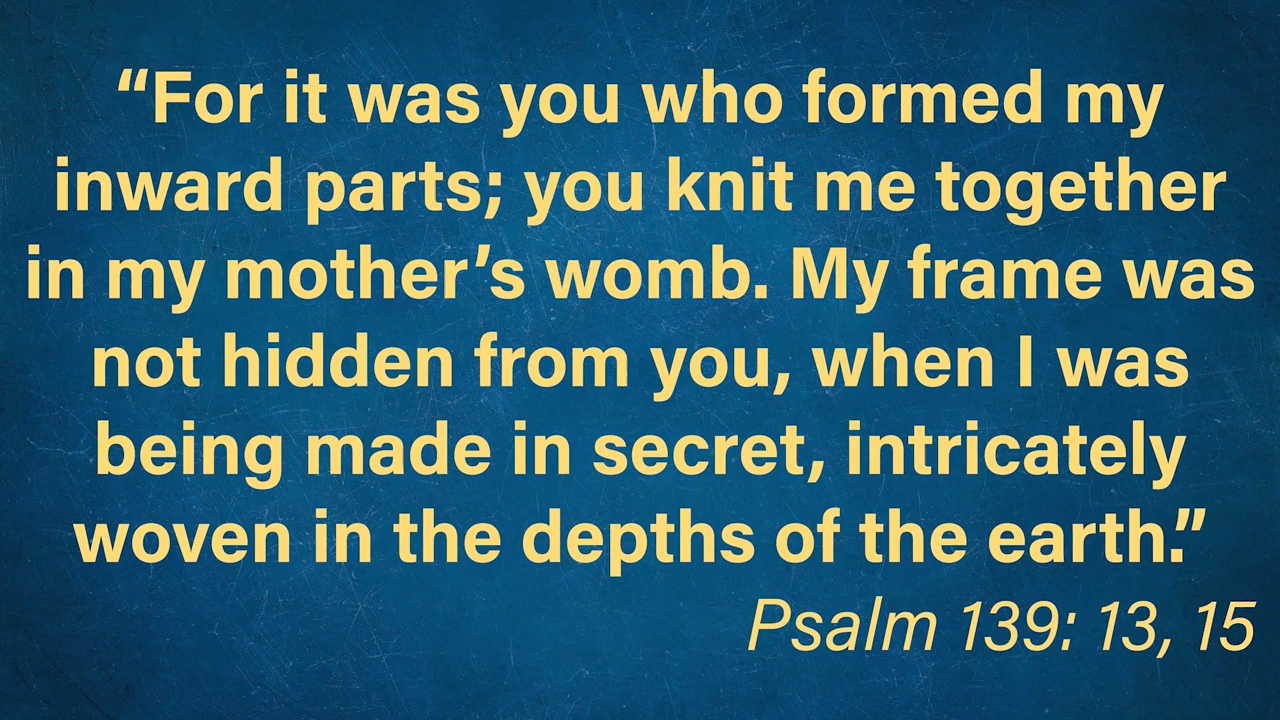 “For it was you who formed my
inward parts; you knit me together
in my mother’s womb. My frame was
not hidden from you, when I was
being made in secret, intricately
woven in the depths of the earth.”
Psalm 139: 13, 15